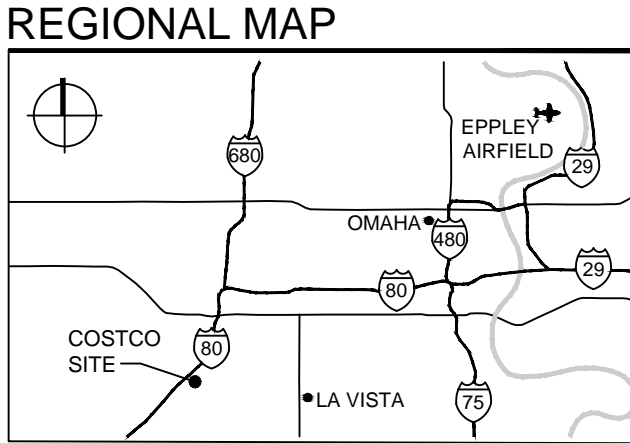 REGIONAL MAP
EPPLEY
AIRFIELD
680
29
OMAHA
480
29
80
COSTCO
SITE
80
LA VISTA
75